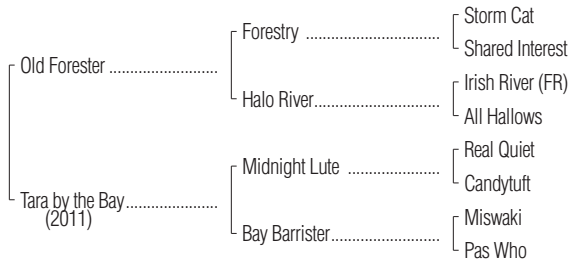 Storm Cat
Forestry ............................
Shared Interest
Old Forester .......................
Irish River (FR)
Halo River..........................
All Hallows
Real Quiet
Midnight Lute ...................
Candytuft
Tara by the Bay...................
(2011)
Miswaki
Bay Barrister......................
Pas Who